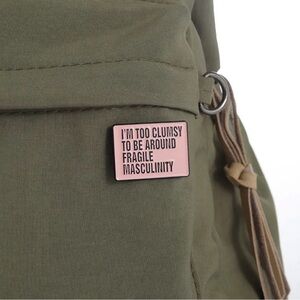 I'M TOO CLUMSY
TO BE AROUND
FRAGILE
MASCULINITY